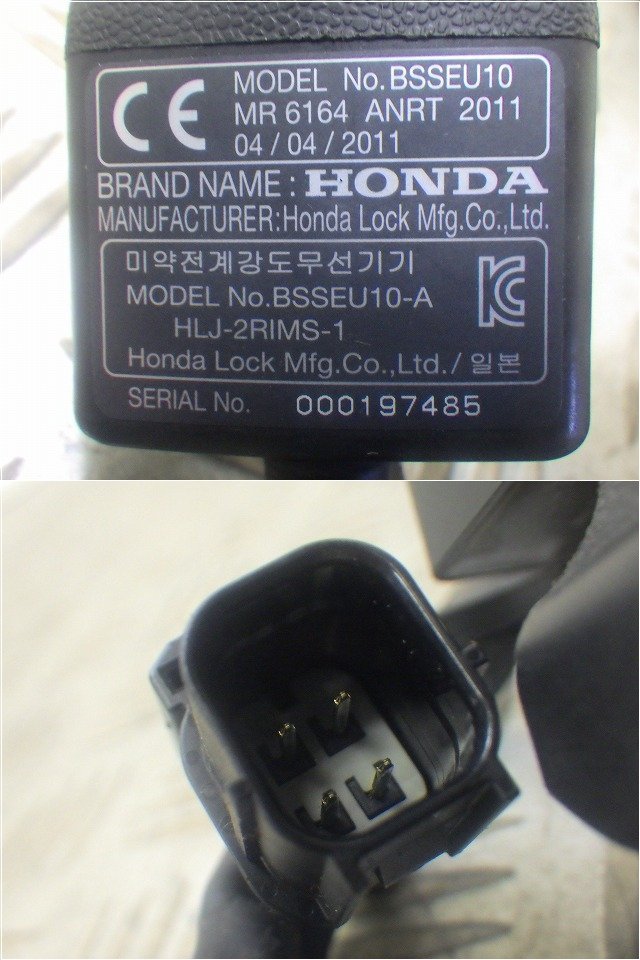 CE MODEL No.BSSEU10
MR 6164 ANRT 2011
04/04/2011
BRAND NAME : HONDA
MANUFACTURER:Honda Lock Mfg.Co.,Ltd.
미약전계강도무선기기
MODEL No.BSSEU10-A
HLJ-2RIMS-1
Honda Lock Mfg.Co.,Ltd./ 일본
SERIAL No. 000197485